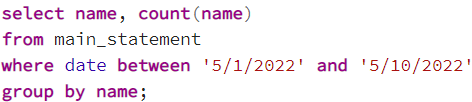 select name, count(name)
from main_statement
where date between '5/1/2022' and '5/10/2022'
group by name;